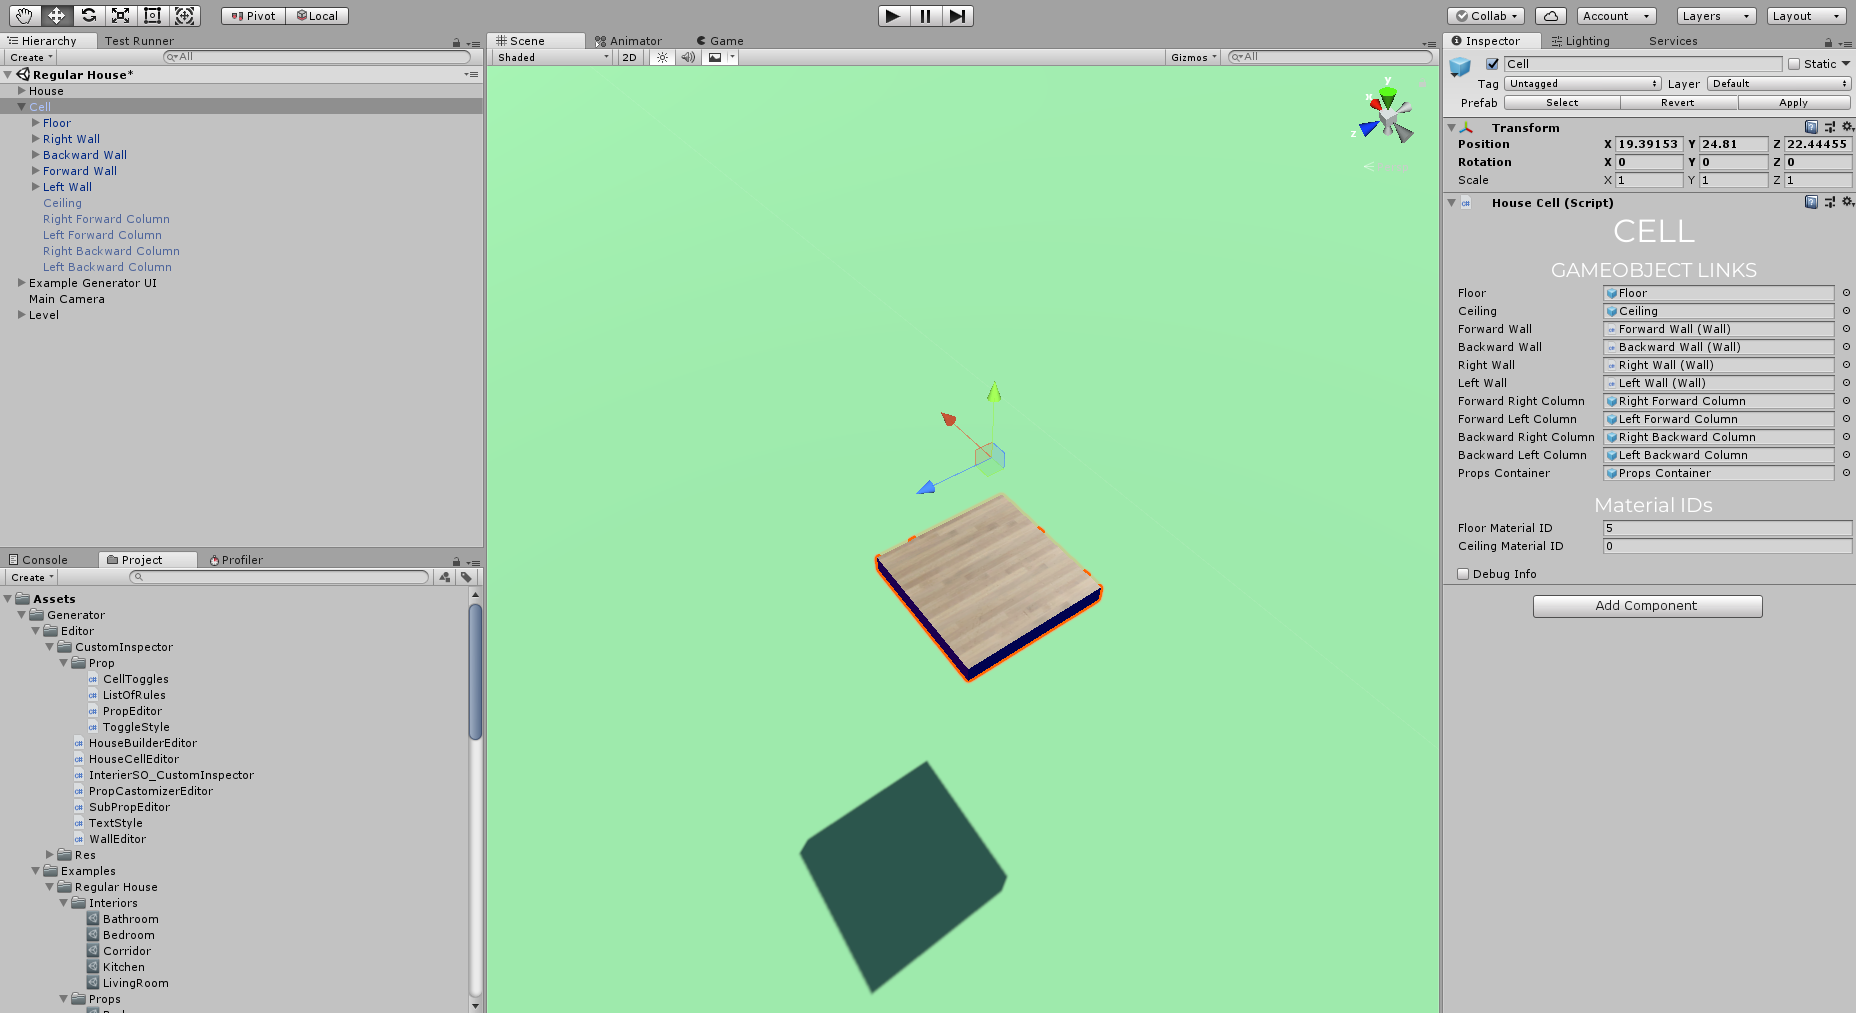 Pivot Local
Collab Account Layers Layout
Hierarchy Test Runner
Create All
Regular House*
House
Cell
Floor
Right Wall
Backward Wall
Forward Wall
Left Wall
Ceiling
Right Forward Column
Left Forward Column
Right Backward Column
Left Backward Column
Example Generator UI
Main Camera
Level
Console Project Profiler
Create
Assets
Generator
Editor
CustomInspector
Prop
CellToggles
ListOfRules
PropEditor
ToggleStyle
HouseBuilderEditor
HouseCellEditor
InterierSO_CustomInspector
PropCastomizerEditor
SubPropEditor
TextStyle
WallEditor
Res
Examples
Regular House
Interiors
Bathroom
Bedroom
Corridor
Kitchen
LivingRoom
Props
Scene Animator Game
Shaded 2D Gizmos All
y
x
z
Inspector Lighting Services
Cell Static
Tag Untagged Layer Default
Prefab Select Revert Apply
Transform
Position X 19.39153 Y 24.81 Z 22.44455
Rotation X 0 Y 0 Z 0
Scale X 1 Y 1 Z 1
House Cell (Script)
CELL
GAMEOBJECT LINKS
Floor Floor
Ceiling Ceiling
Forward Wall Forward Wall (Wall)
Backward Wall Backward Wall (Wall)
Right Wall Right Wall (Wall)
Left Wall Left Wall (Wall)
Forward Right Column Right Forward Column
Forward Left Column Left Forward Column
Backward Right Column Right Backward Column
Backward Left Column Left Backward Column
Props Container Props Container
Material IDs
Floor Material ID 5
Ceiling Material ID 0
Debug Info
Add Component